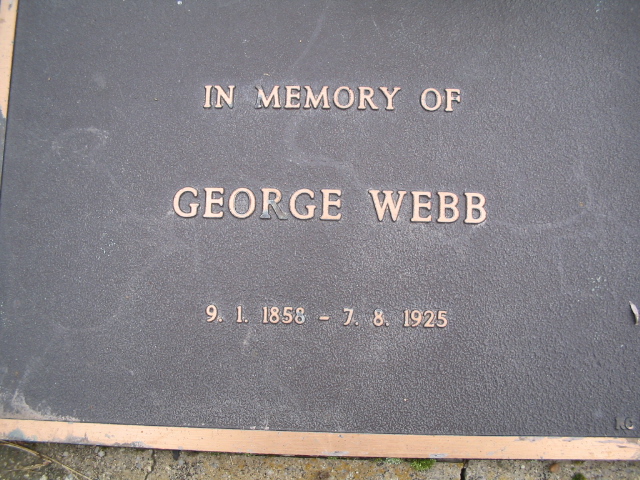 IN MEMORY OF
GEORGE WEBB
9. 1. 1858 - 7. 8. 1925